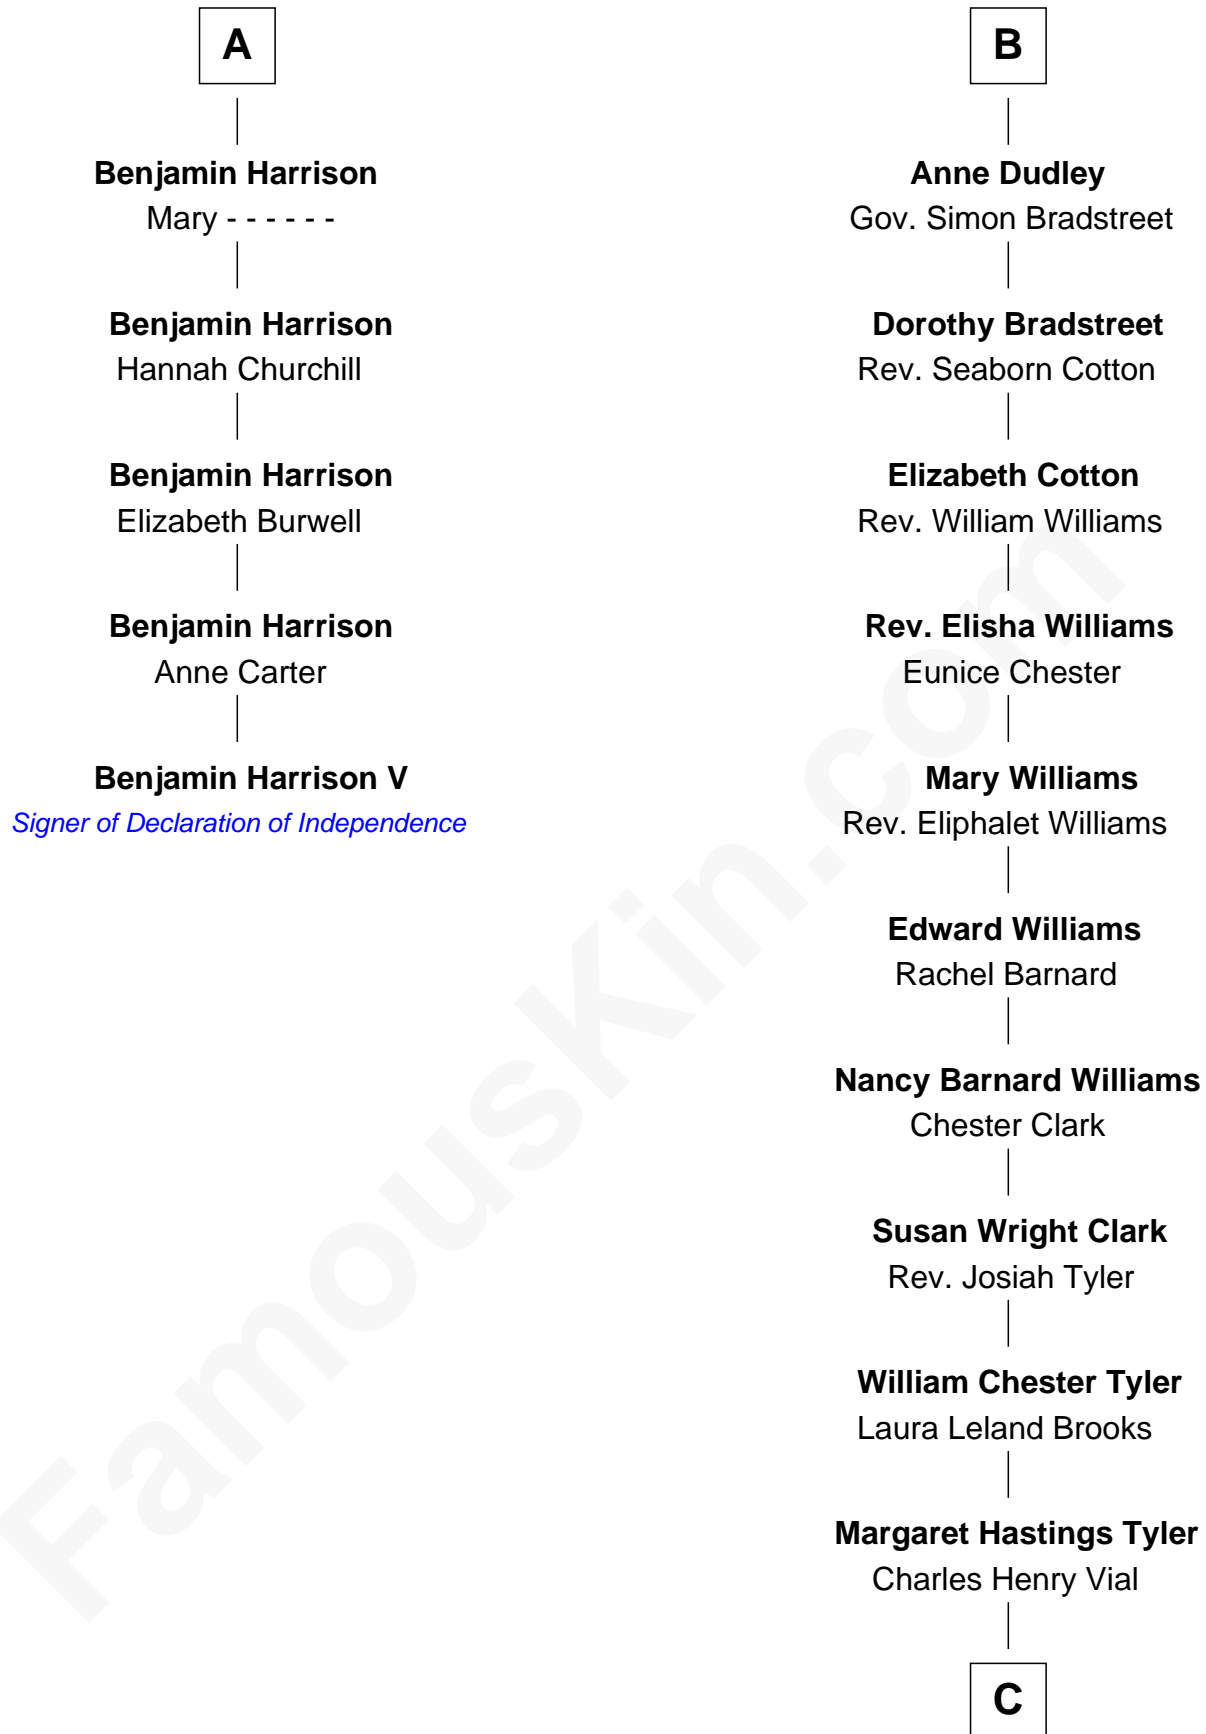 A
Benjamin Harrison
Mary - - - - - -
Benjamin Harrison
Hannah Churchill
Benjamin Harrison
Elizabeth Burwell
Benjamin Harrison
Anne Carter
Benjamin Harrison V
Signer of Declaration of Independence
B
Anne Dudley
Gov. Simon Bradstreet
Dorothy Bradstreet
Rev. Seaborn Cotton
Elizabeth Cotton
Rev. William Williams
Rev. Elisha Williams
Eunice Chester
Mary Williams
Rev. Eliphalet Williams
Edward Williams
Rachel Barnard
Nancy Barnard Williams
Chester Clark
Susan Wright Clark
Rev. Josiah Tyler
William Chester Tyler
Laura Leland Brooks
Margaret Hastings Tyler
Charles Henry Vial
C
FamousKin.com